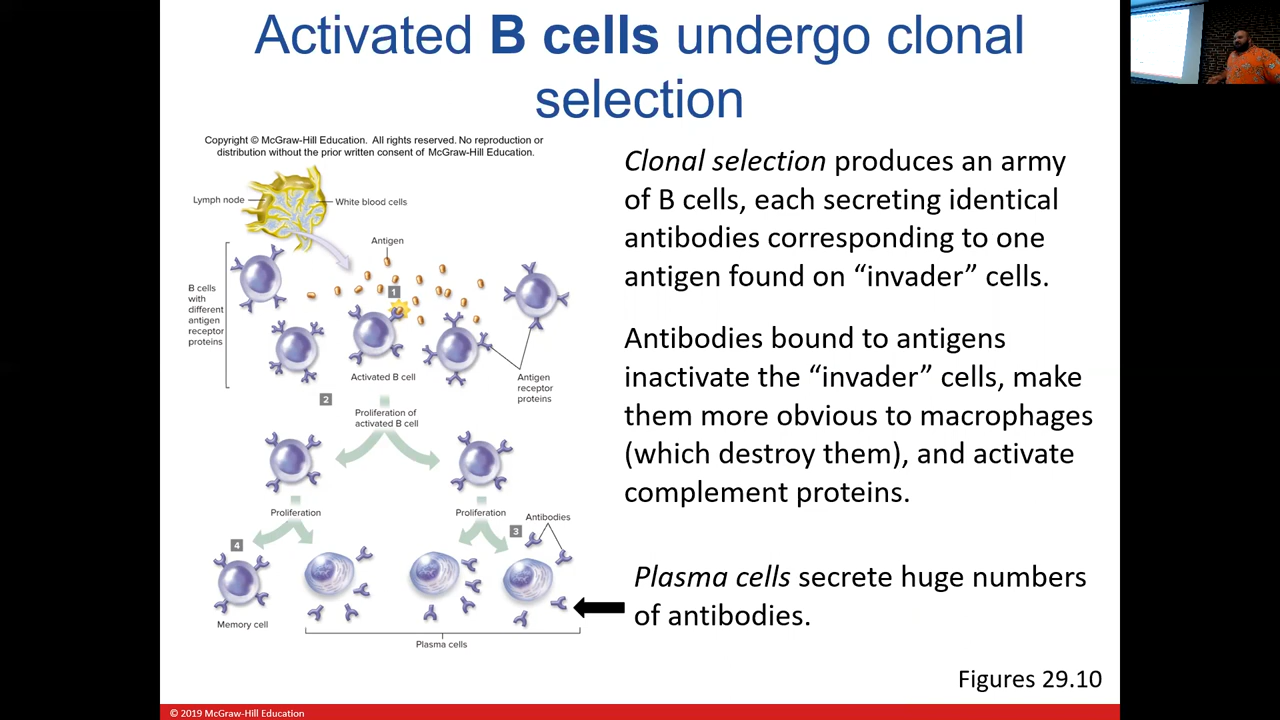 Activated B cells undergo clonal
selection
Copyright © McGraw-Hill Education. All rights reserved. No reproduction or
distribution without the prior written consent of McGraw-Hill Education.
Lymph node
White blood cells
Antigen
B cells
with
different
antigen
receptor
proteins
1
Activated B cell
Antigen
receptor
proteins
2
Proliferation of
activated B cell
Proliferation
Proliferation
3
Antibodies
4
Memory cell
Plasma cells
Clonal selection produces an army
of B cells, each secreting identical
antibodies corresponding to one
antigen found on “invader” cells.
Antibodies bound to antigens
inactivate the “invader” cells, make
them more obvious to macrophages
(which destroy them), and activate
complement proteins.
Plasma cells secrete huge numbers
of antibodies.
Figures 29.10
© 2019 McGraw-Hill Education